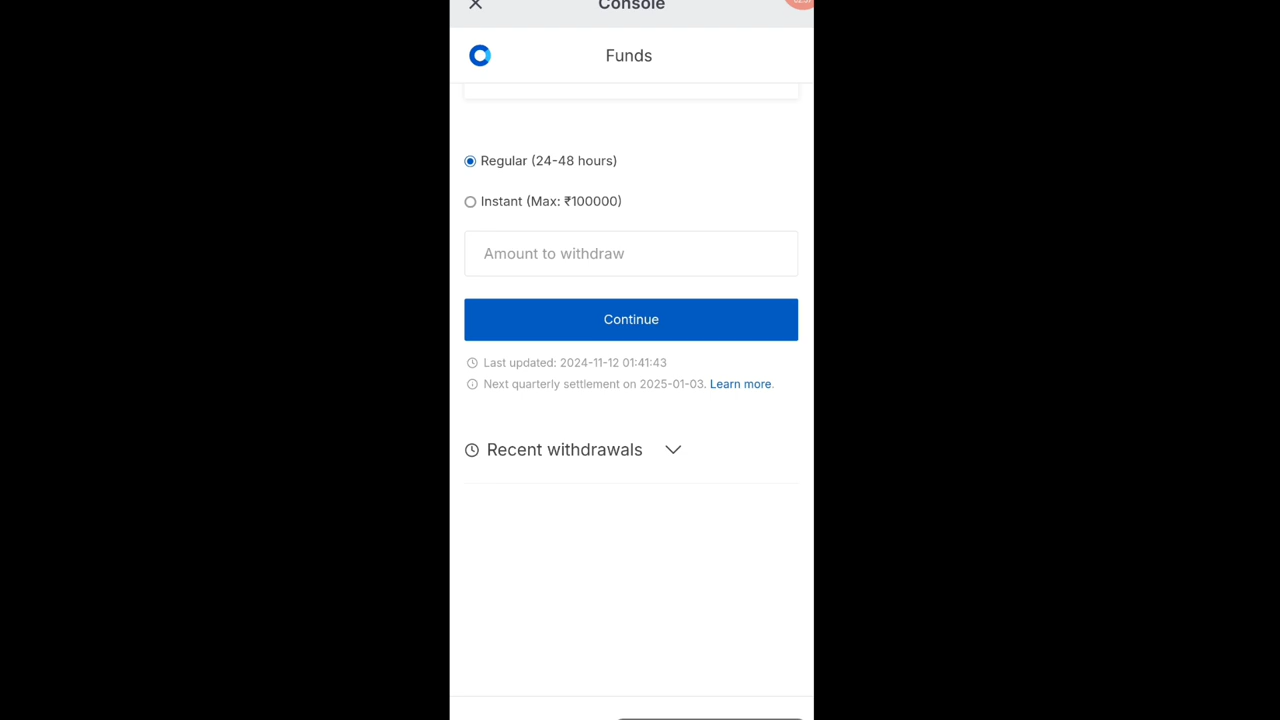 Console
Funds
Regular (24-48 hours)
Instant (Max: ₹100000)
Amount to withdraw
Continue
Last updated: 2024-11-12 01:41:43
Next quarterly settlement on 2025-01-03. Learn more.
Recent withdrawals